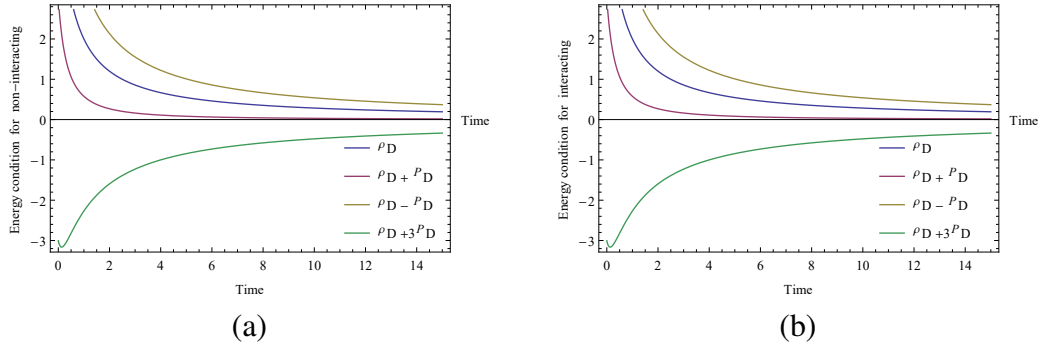 Energy condition for non−interacting
2
1
0
−1
−2
−3
0 2 4 6 8 10 12 14
Time
Time
ρD
ρD + PD
ρD − PD
ρD +3PD
(a)
Energy condition for interacting
2
1
0
−1
−2
−3
0 2 4 6 8 10 12 14
Time
Time
ρD
ρD + PD
ρD − PD
ρD +3PD
(b)